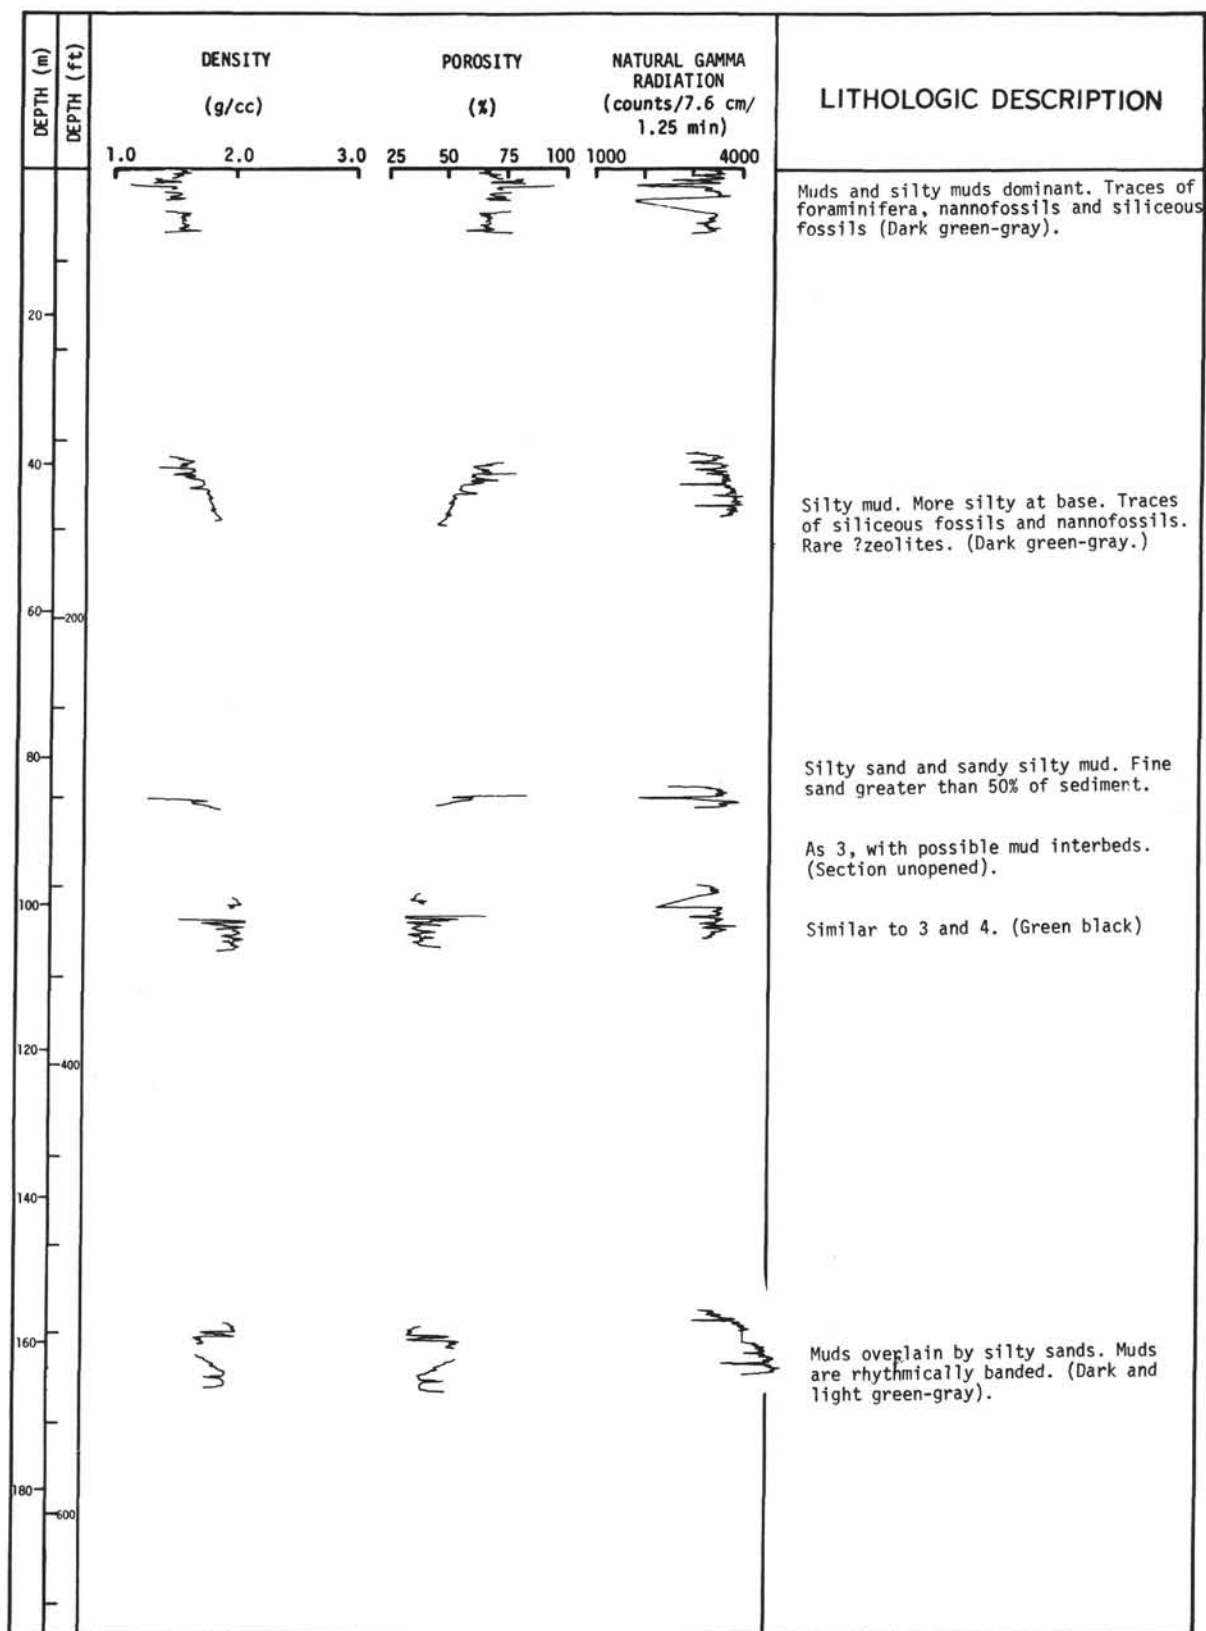 DEPTH (m)
DEPTH (ft)
DENSITY
(g/cc)
1.0 2.0 3.0
POROSITY
(%)
25 50 75 100
NATURAL GAMMA
RADIATION
(counts/7.6 cm/
1.25 min)
1000 4000
LITHOLOGIC DESCRIPTION
Muds and silty muds dominant. Traces of
foraminifera, nannofossils and siliceous
fossils (Dark green-gray).
20
40
Silty mud. More silty at base. Traces
of siliceous fossils and nannofossils.
Rare ?zeolites. (Dark green-gray.)
60
200
80
Silty sand and sandy silty mud. Fine
sand greater than 50% of sediment.
As 3, with possible mud interbeds.
(Section unopened).
100
Similar to 3 and 4. (Green black)
120
400
140
160
Muds overlain by silty sands. Muds
are rhythmically banded. (Dark and
light green-gray).
180
600